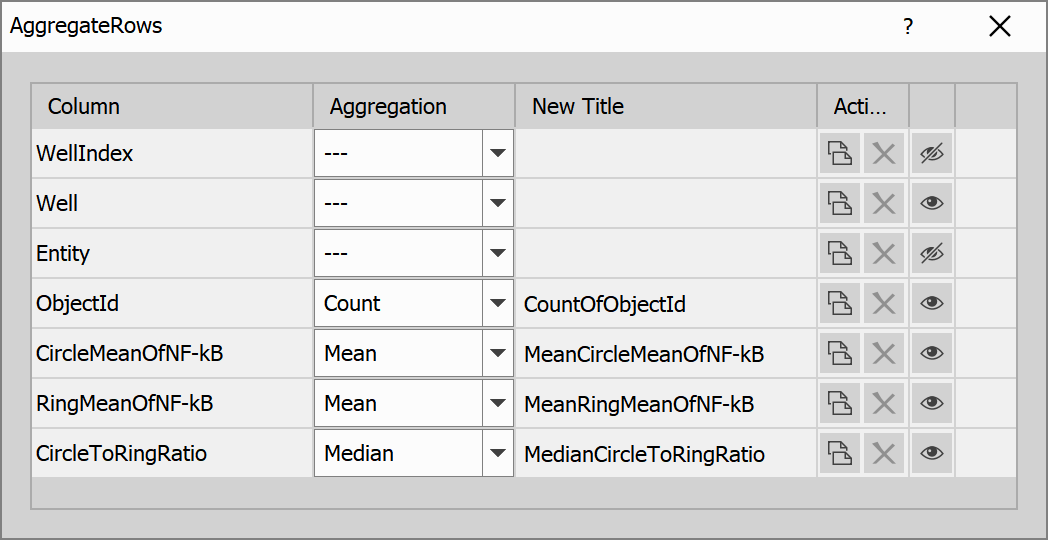 AggregateRows ?
Column Aggregation New Title Acti...
WellIndex ---
Well ---
Entity ---
ObjectId Count CountOfObjectId
CircleMeanOfNF-kB Mean MeanCircleMeanOfNF-kB
RingMeanOfNF-kB Mean MeanRingMeanOfNF-kB
CircleToRingRatio Median MedianCircleToRingRatio